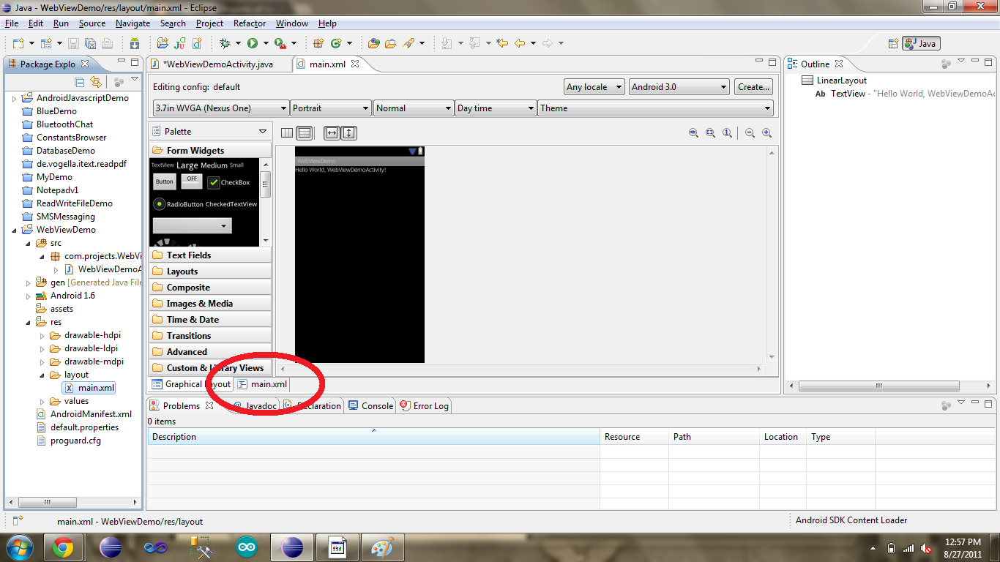 Java - WebViewDemo/res/layout/main.xml - Eclipse
File Edit Run Source Navigate Search Project Refactor Window Help
Java
Package Explo
AndroidJavascriptDemo
BlueDemo
BluetoothChat
ConstantsBrowser
DatabaseDemo
de.vogella.itext.readpdf
MyDemo
Notepadv1
ReadWriteFileDemo
SMSMessaging
WebViewDemo
src
com.projects.WebVi
WebViewDemoA
gen [Generated Java File
Android 1.6
assets
res
drawable-hdpi
drawable-ldpi
drawable-mdpi
layout
main.xml
values
AndroidManifest.xml
default.properties
proguard.cfg
*WebViewDemoActivity.java main.xml
Editing config: default Any locale Android 3.0 Create...
3.7in WVGA (Nexus One) Portrait Normal Day time Theme
Palette
Form Widgets
TextView Large Medium Small
Button OFF CheckBox
RadioButton CheckedTextView
Text Fields
Layouts
Composite
Images & Media
Time & Date
Transitions
Advanced
Custom & Library Views
WebViewDemo
Hello World, WebViewDemoActivity!
Graphical Layout main.xml
Outline
LinearLayout
Ab TextView - "Hello World, WebViewDemoAc
Problems @ Javadoc Declaration Console Error Log
0 items
Description Resource Path Location Type
main.xml - WebViewDemo/res/layout
Android SDK Content Loader
12:57 PM
8/27/2011